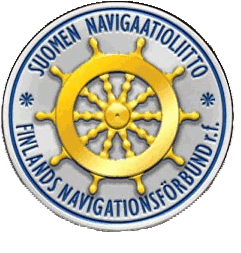 SUOMEN NAVIGAATIOLIITTO
FINLANDS NAVIGATIONSFÖRBUND r.f.